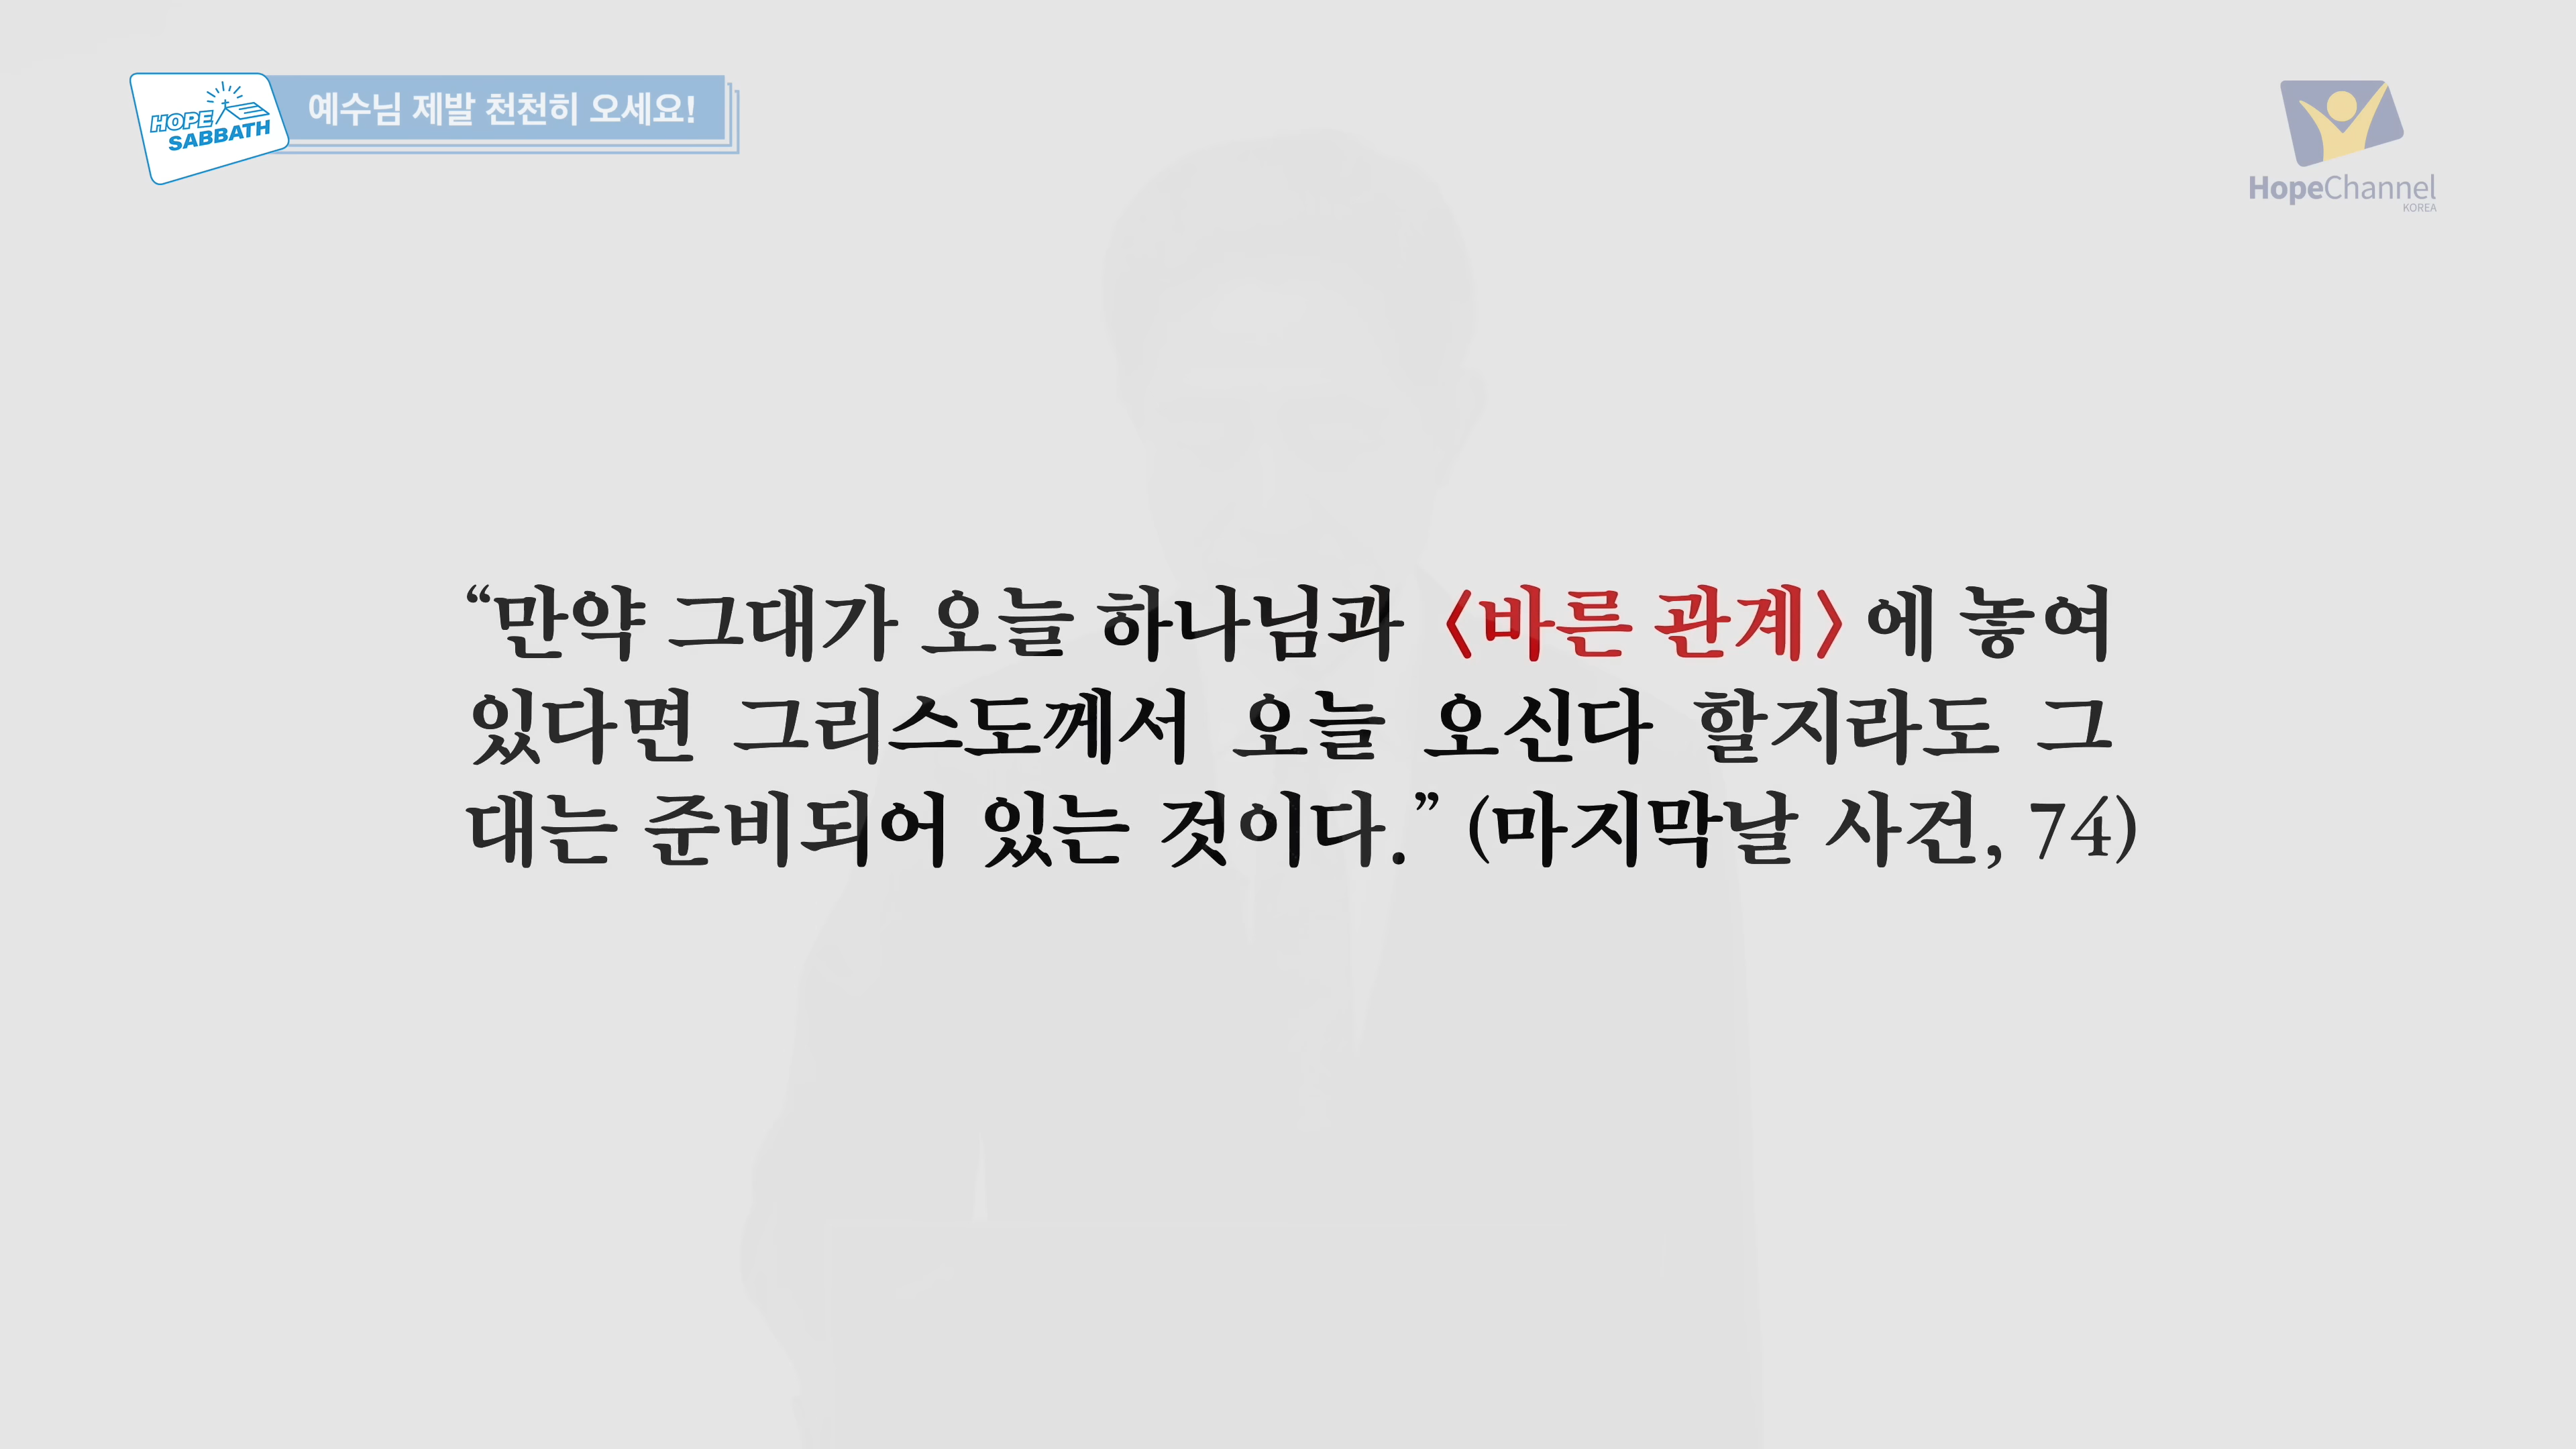 HOPE
SABBATH
예수님 제발 천천히 오세요!
HopeChannel
KOREA
“만약 그대가 오늘 하나님과 〈바른 관계〉에 놓여
있다면 그리스도께서 오늘 오신다 할지라도 그
대는 준비되어 있는 것이다.” (마지막날 사건, 74)